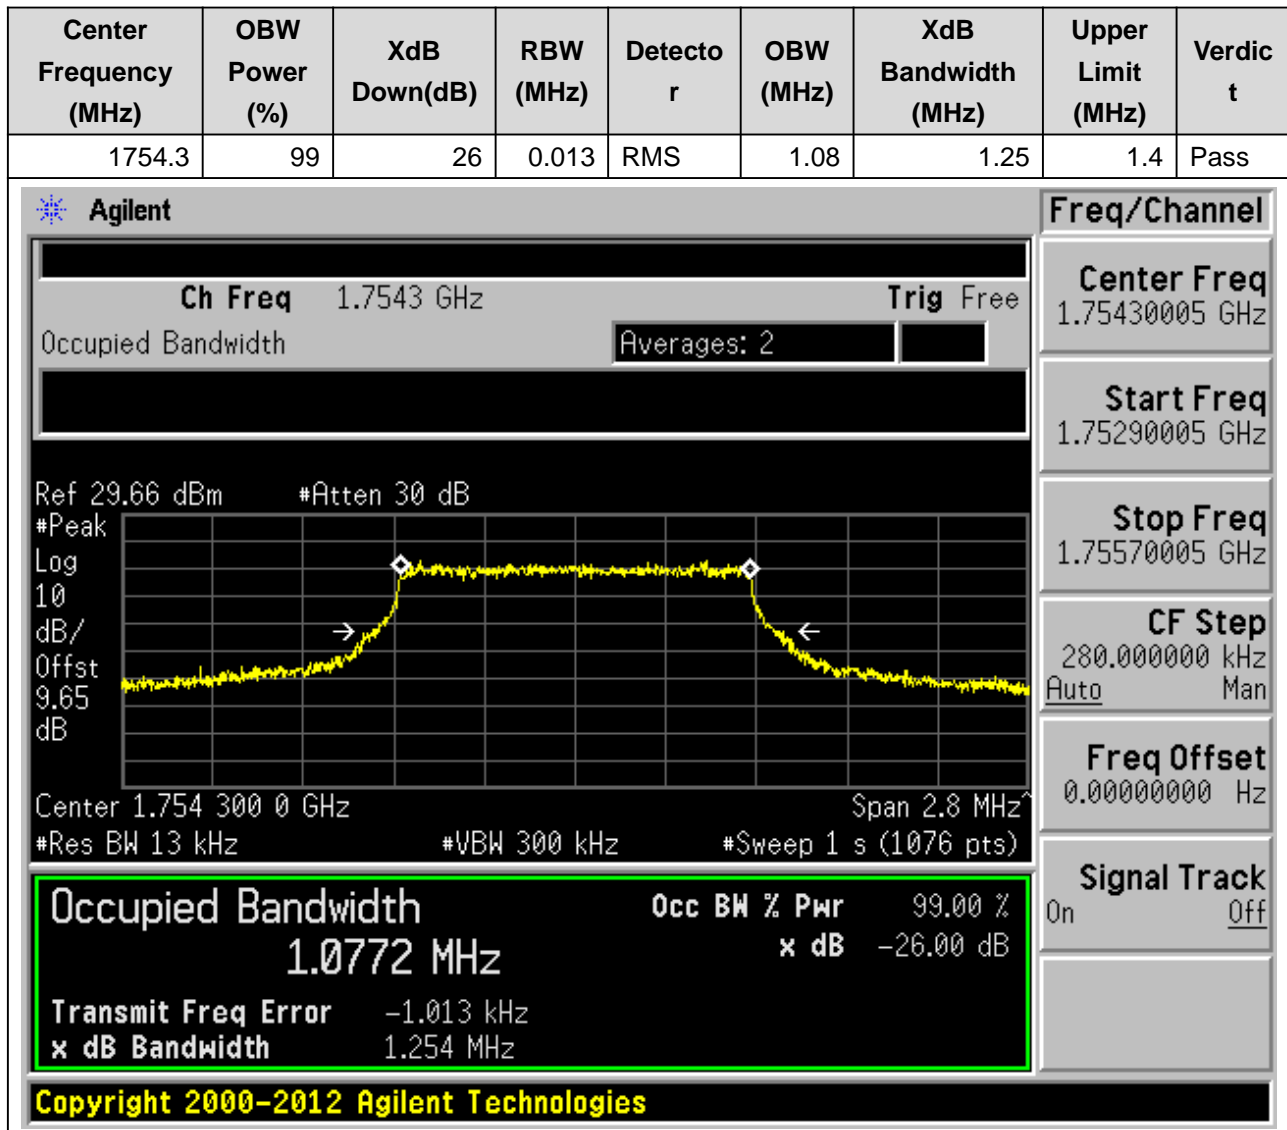 Center Frequency (MHz) OBW Power (%) XdB Down(dB) RBW (MHz) Detecto r OBW (MHz) XdB Bandwidth (MHz) Upper Limit (MHz) Verdic t
1754.3 99 26 0.013 RMS 1.08 1.25 1.4 Pass
Agilent
Freq/Channel
Ch Freq 1.7543 GHz Trig Free
Occupied Bandwidth Averages: 2
Center Freq
1.75430005 GHz
Start Freq
1.75290005 GHz
Stop Freq
1.75570005 GHz
CF Step
280.000000 kHz
Auto Man
Freq Offset
0.00000000 Hz
Signal Track
On Off
Ref 29.66 dBm #Atten 30 dB
#Peak
Log
10
dB/
Offst
9.65
dB
Center 1.754 300 0 GHz Span 2.8 MHz^
#Res BW 13 kHz #VBW 300 kHz #Sweep 1 s (1076 pts)
Occupied Bandwidth Occ BW % Pwr 99.00 %
1.0772 MHz x dB -26.00 dB
Transmit Freq Error -1.013 kHz
x dB Bandwidth 1.254 MHz
Copyright 2000-2012 Agilent Technologies